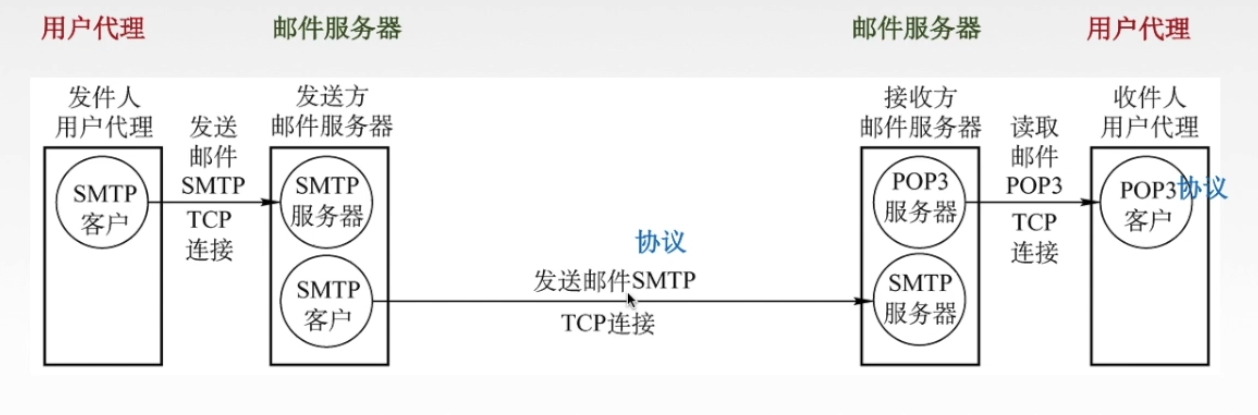 用户代理
邮件服务器
邮件服务器
用户代理
发件人
用户代理
发送
邮件
SMTP
TCP
连接
SMTP
客户
发送方
邮件服务器
SMTP
服务器
SMTP
客户
协议
发送邮件SMTP
TCP连接
接收方
邮件服务器
POP3
服务器
SMTP
服务器
读取
邮件
POP3
TCP
连接
收件人
用户代理
POP3
客户
协议